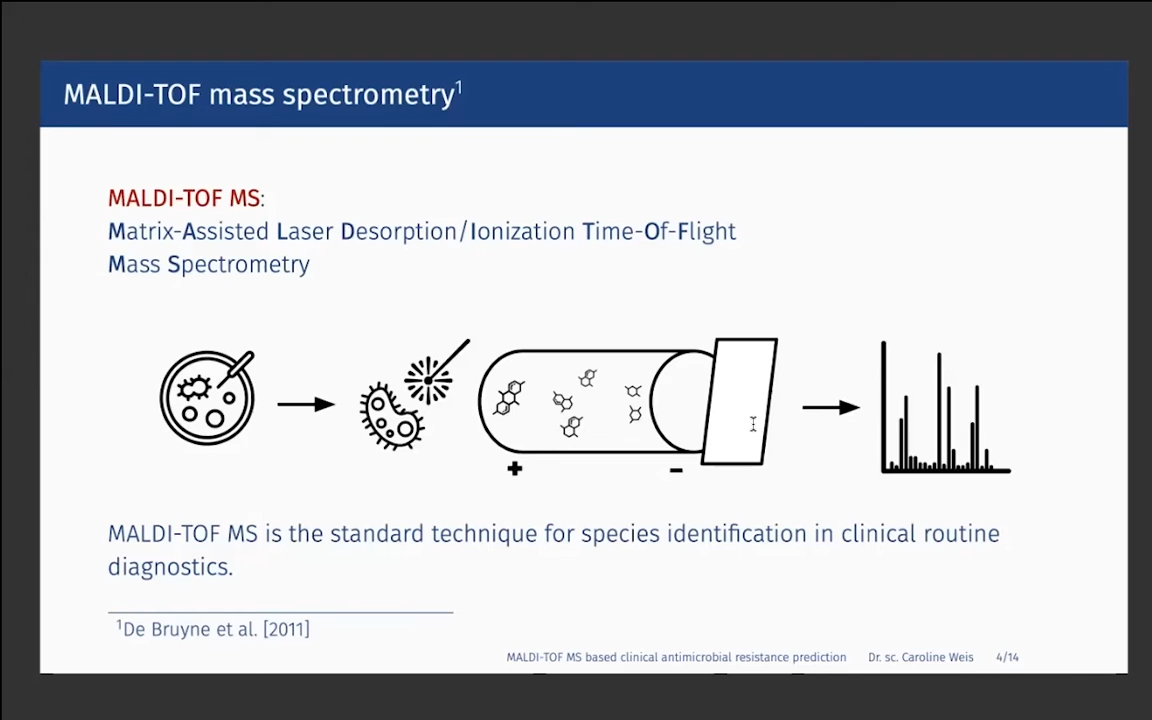 MALDI-TOF mass spectrometry¹
MALDI-TOF MS:
Matrix-Assisted Laser Desorption/Ionization Time-Of-Flight
Mass Spectrometry
+ -
MALDI-TOF MS is the standard technique for species identification in clinical routine
diagnostics.
¹De Bruyne et al. [2011]
MALDI-TOF MS based clinical antimicrobial resistance prediction Dr. sc. Caroline Weis 4/14